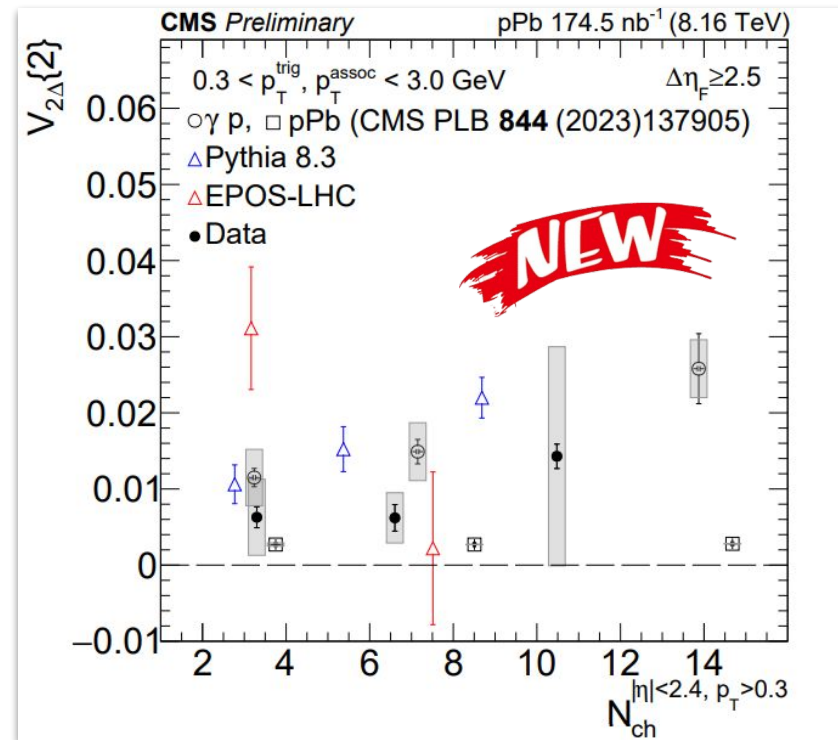 CMS Preliminary pPb 174.5 nb⁻¹ (8.16 TeV)
V₂Δ{2}
0.3 < p_T^trig, p_T^assoc < 3.0 GeV Δη_F≥2.5
○γ p, □ pPb (CMS PLB 844 (2023)137905)
△Pythia 8.3
△EPOS-LHC
●Data
NEW
0.06
0.05
0.04
0.03
0.02
0.01
0
−0.01
2 4 6 8 10 12 14
N_ch^|η|<2.4, p_T>0.3